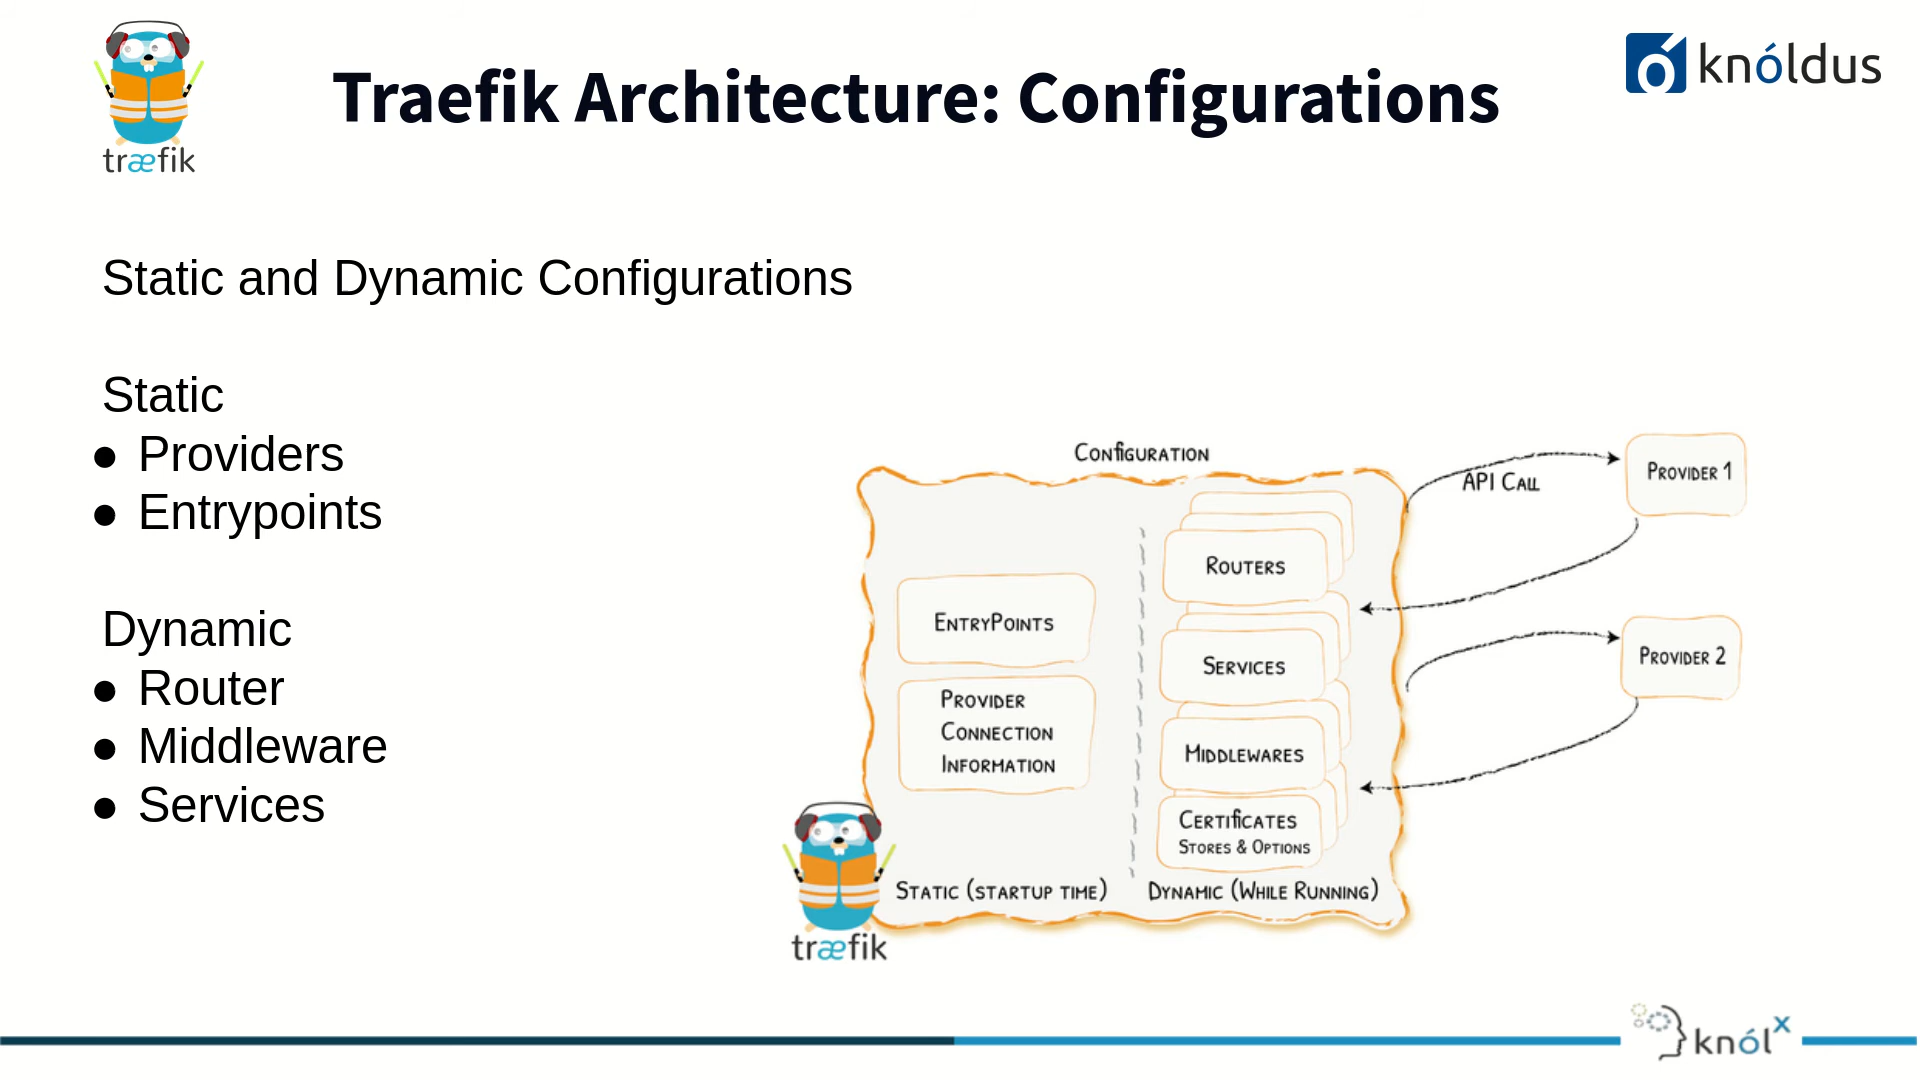 træfik
Traefik Architecture: Configurations
knóldus
Static and Dynamic Configurations
Static
● Providers
● Entrypoints
Dynamic
● Router
● Middleware
● Services
Configuration
EntryPoints
Provider
Connection
Information
Static (startup time)
Routers
Services
Middlewares
Certificates
Stores & Options
Dynamic (While Running)
API Call
Provider 1
Provider 2
træfik
knólx